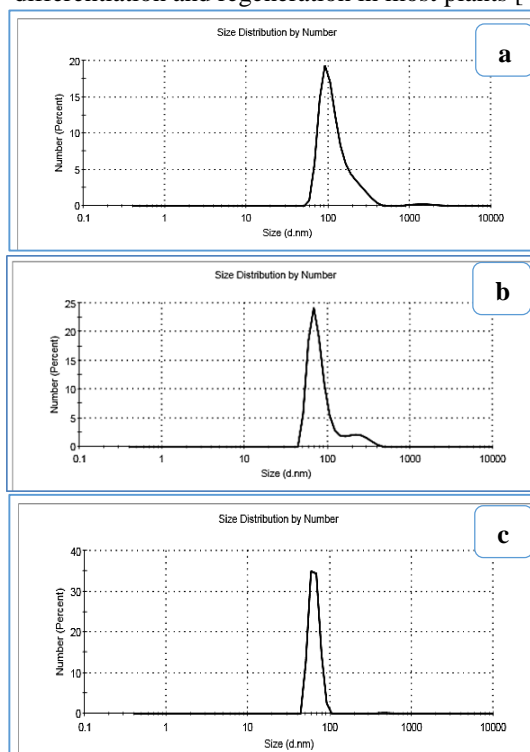 differentiation and regeneration in most plants [
a
Size Distribution by Number
Number (Percent)
20
15
10
5
0
0.1 1 10 100 1000 10000
Size (d.nm)
b
Size Distribution by Number
Number (Percent)
25
20
15
10
5
0
0.1 1 10 100 1000 10000
Size (d.nm)
c
Size Distribution by Number
Number (Percent)
40
30
20
10
0
0.1 1 10 100 1000 10000
Size (d.nm)